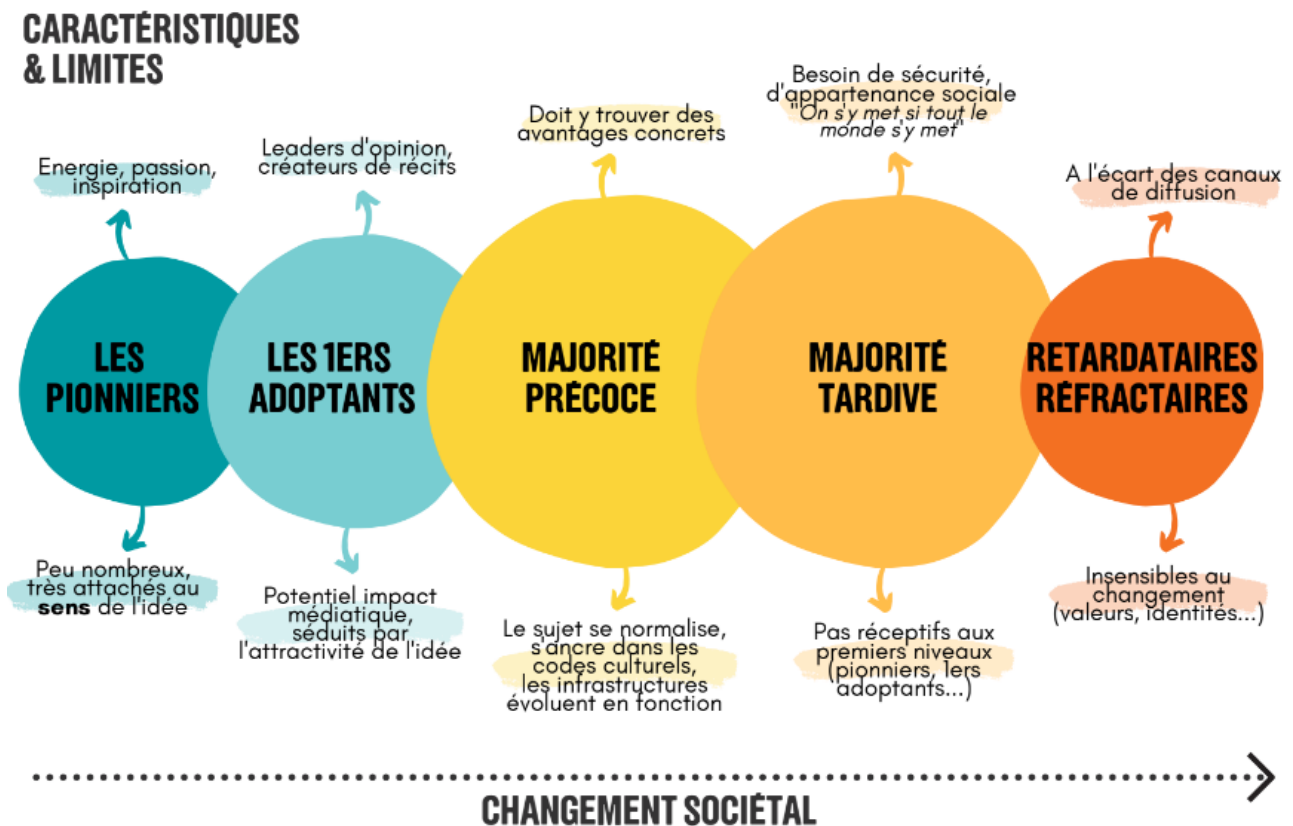 CARACTÉRISTIQUES
& LIMITES
Energie, passion,
inspiration
Leaders d'opinion,
créateurs de récits
Doit y trouver des
avantages concrets
Besoin de sécurité,
d'appartenance sociale
"On s'y met si tout le
monde s'y met"
A l'écart des canaux
de diffusion
LES
PIONNIERS
LES 1ERS
ADOPTANTS
MAJORITÉ
PRÉCOCE
MAJORITÉ
TARDIVE
RETARDATAIRES
RÉFRACTAIRES
Peu nombreux,
très attachés au
sens de l'idée
Potentiel impact
médiatique,
séduits par
l'attractivité de l'idée
Le sujet se normalise,
s'ancre dans les
codes culturels,
les infrastructures
évoluent en fonction
Pas réceptifs aux
premiers niveaux
(pionniers, 1ers
adoptants...)
Insensibles au
changement
(valeurs, identités...)
CHANGEMENT SOCIÉTAL